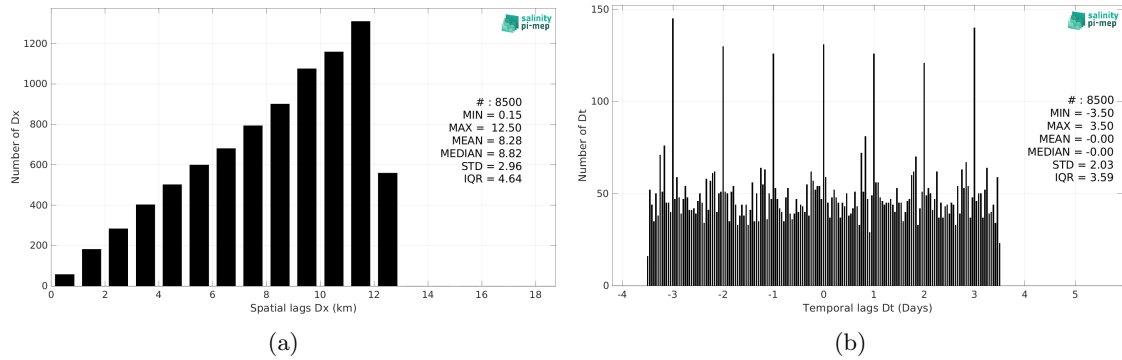 salinity
pi-mep
1200
1000
800
600
400
200
0
Number of Dx
# : 8500
MIN = 0.15
MAX = 12.50
MEAN = 8.28
MEDIAN = 8.82
STD = 2.96
IQR = 4.64
0 2 4 6 8 10 12 14 16 18
Spatial lags Dx (km)
(a)
salinity
pi-mep
150
100
50
0
Number of Dt
# : 8500
MIN = -3.50
MAX = 3.50
MEAN = -0.00
MEDIAN = -0.00
STD = 2.03
IQR = 3.59
-4 -3 -2 -1 0 1 2 3 4 5
Temporal lags Dt (Days)
(b)